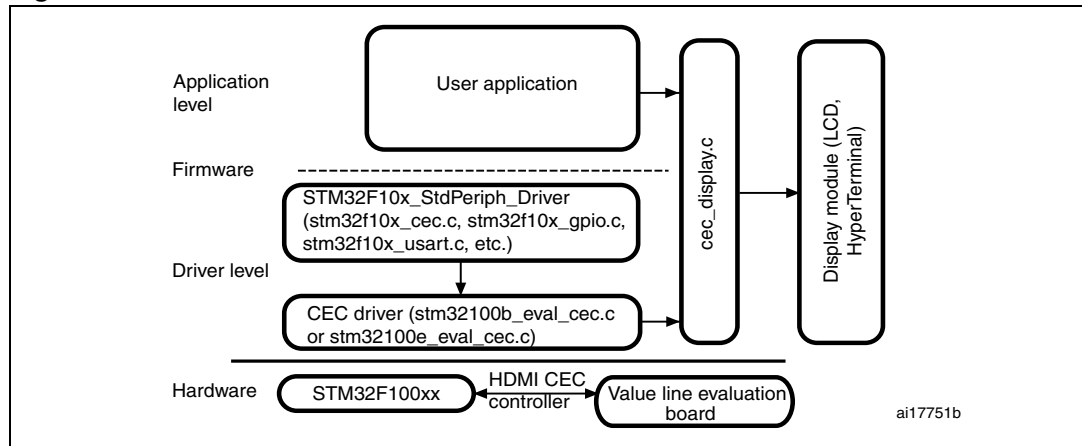 Application
level
User application
Firmware
STM32F10x_StdPeriph_Driver
(stm32f10x_cec.c, stm32f10x_gpio.c,
stm32f10x_usart.c, etc.)
Driver level
CEC driver (stm32100b_eval_cec.c
or stm32100e_eval_cec.c)
cec_display.c
Display module (LCD,
HyperTerminal)
Hardware
STM32F100xx
HDMI CEC
controller
Value line evaluation
board
ai17751b